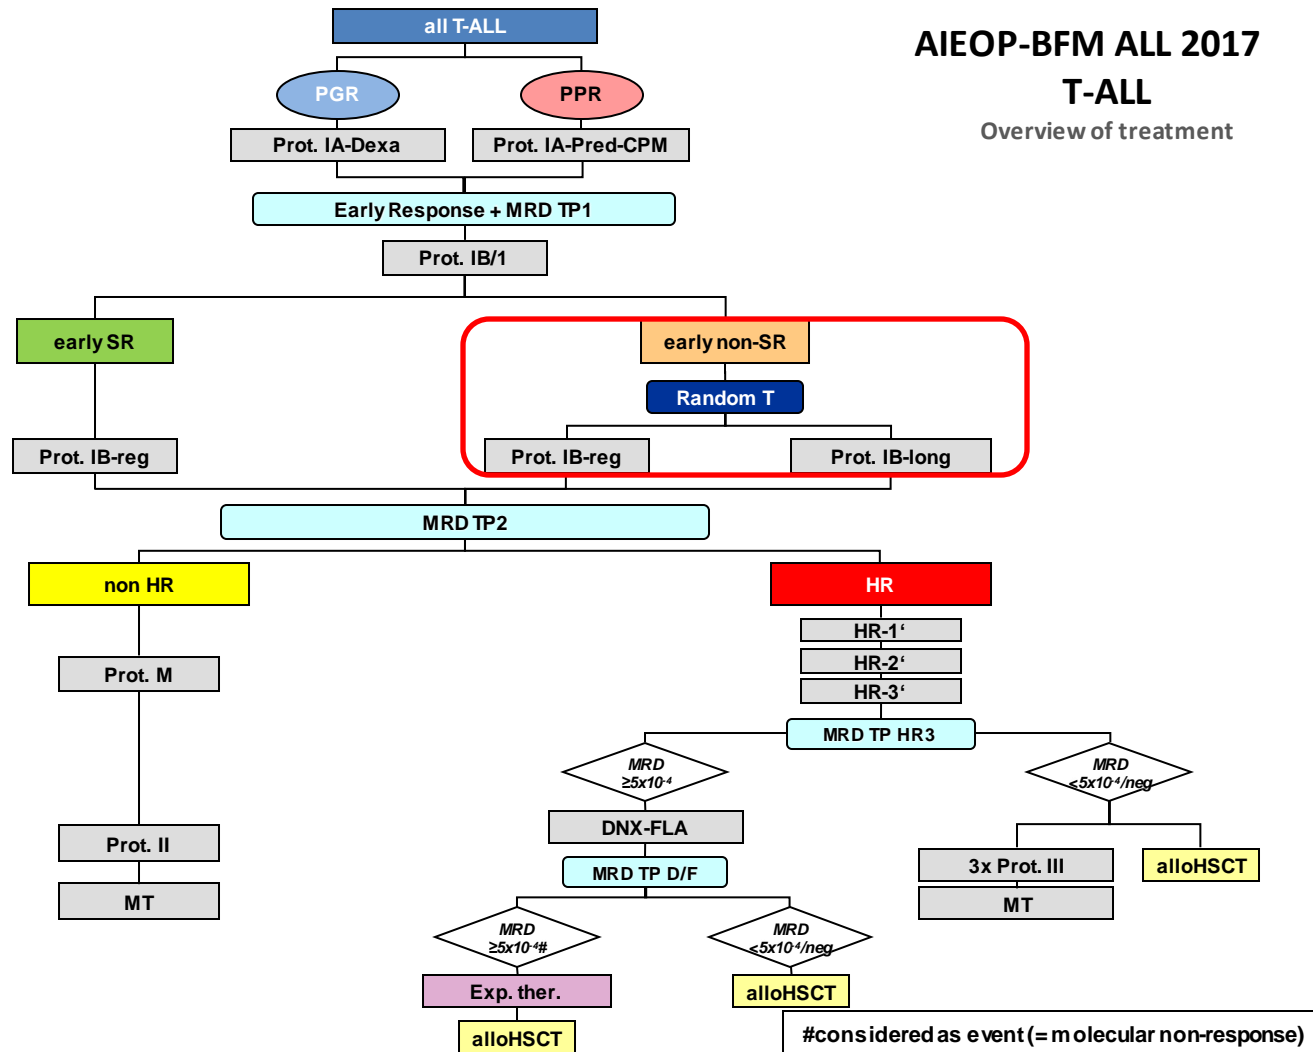 AIEOP-BFM ALL 2017
T-ALL
Overview of treatment
all T-ALL
PGR
PPR
Prot. IA-Dexa
Prot. IA-Pred-CPM
Early Response + MRD TP1
Prot. IB/1
early SR
early non-SR
Random T
Prot. IB-reg
Prot. IB-reg
Prot. IB-long
MRD TP2
non HR
HR
HR-1‘
HR-2‘
HR-3‘
Prot. M
MRD TP HR3
MRD
≥5x10⁻⁴
MRD
<5x10⁻⁴/neg
DNX-FLA
Prot. II
3x Prot. III
alloHSCT
MRD TP D/F
MT
MT
MRD
≥5x10⁻⁴#
MRD
<5x10⁻⁴/neg
Exp. ther.
alloHSCT
alloHSCT
#considered as event (= molecular non-response)